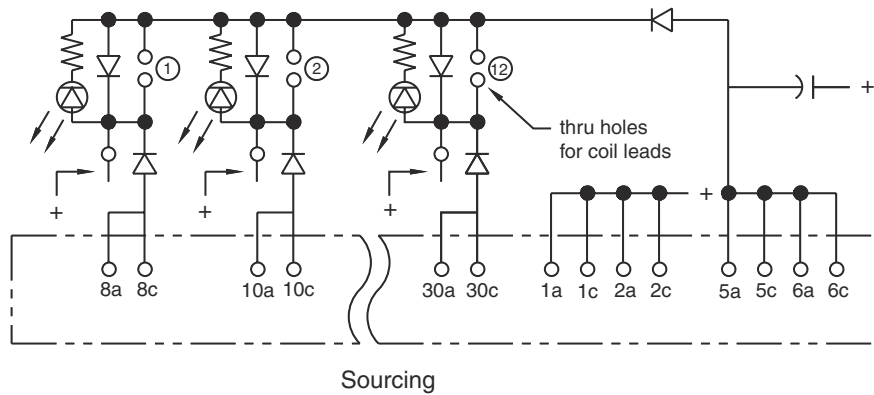 1
2
12
thru holes
for coil leads
+
+
+
+
+
8a
8c
10a
10c
30a
30c
1a
1c
2a
2c
5a
5c
6a
6c
Sourcing